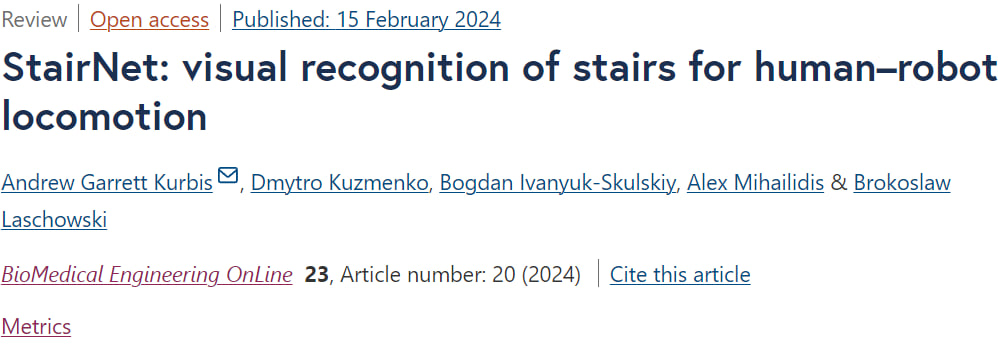 Review | Open access | Published: 15 February 2024
StairNet: visual recognition of stairs for human–robot
locomotion
Andrew Garrett Kurbis, Dmytro Kuzmenko, Bogdan Ivanyuk-Skulskiy, Alex Mihailidis & Brokoslaw
Laschowski
BioMedical Engineering OnLine 23, Article number: 20 (2024) | Cite this article
Metrics